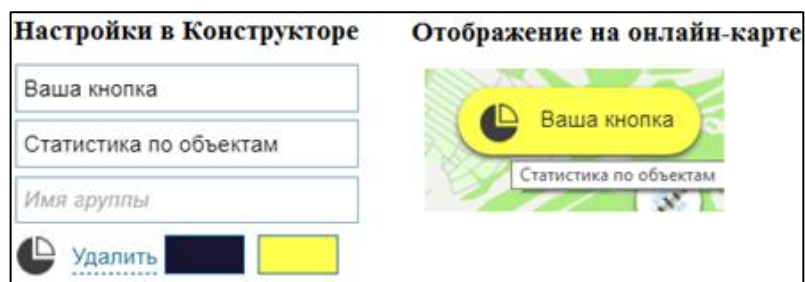 Настройки в Конструкторе
Отображение на онлайн-карте
Ваша кнопка
Статистика по объектам
Имя группы
Удалить
Ваша кнопка
Статистика по объектам